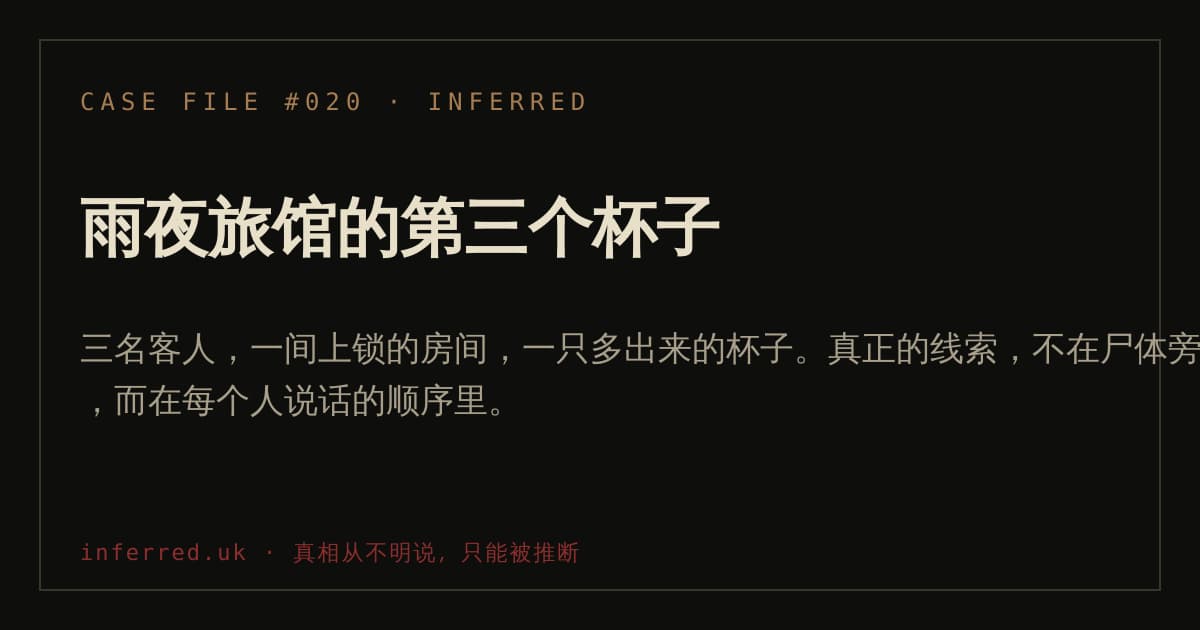 CASE FILE #020 · INFERRED
雨夜旅馆的第三个杯子
三名客人，一间上锁的房间，一只多出来的杯子。真正的线索，不在尸体旁
，而在每个人说话的顺序里。
inferred.uk · 真相从不明说，只能被推断